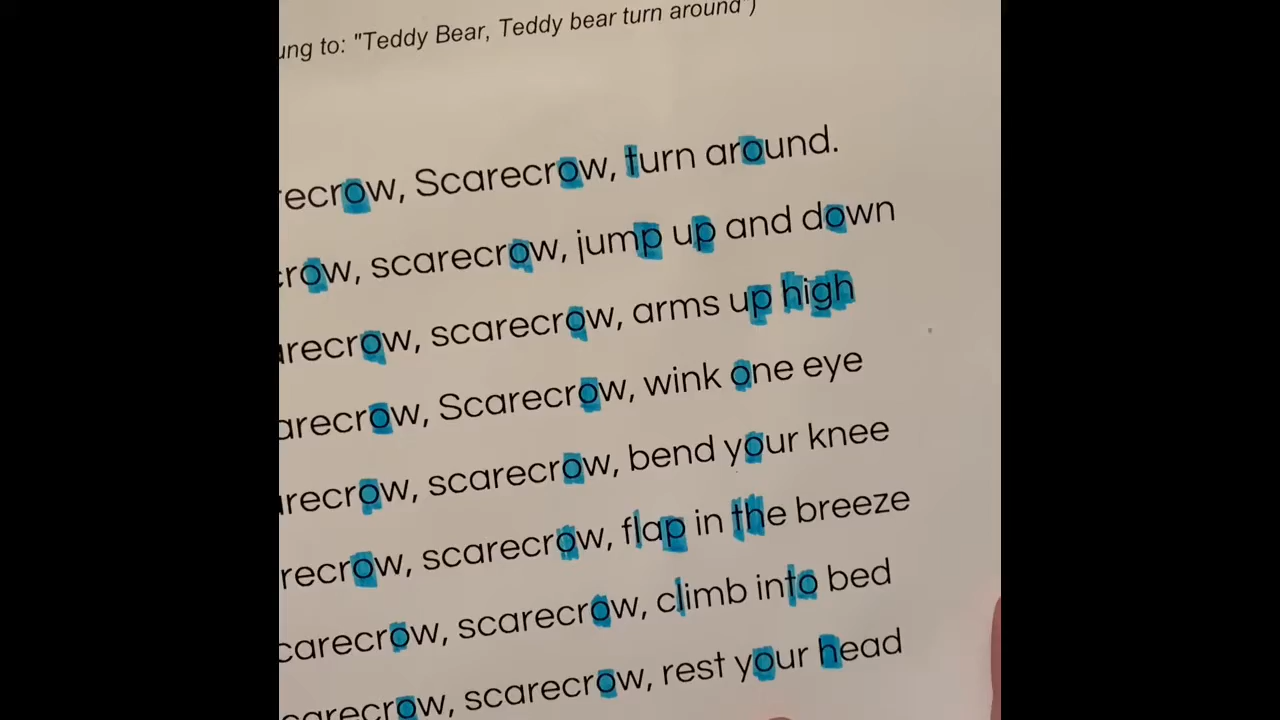 ung to: "Teddy Bear, Teddy bear turn around")
recrow, Scarecrow, turn around.
crow, scarecrow, jump up and down
arecrow, scarecrow, arms up high
arecrow, Scarecrow, wink one eye
arecrow, scarecrow, bend your knee
recrow, scarecrow, flap in the breeze
carecrow, scarecrow, climb into bed
carecrow, scarecrow, rest your head